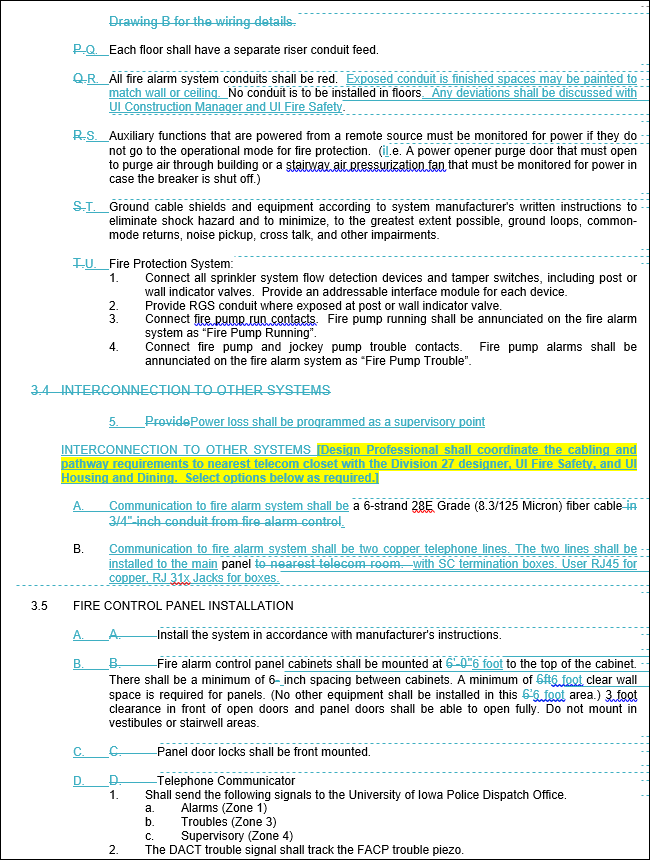 Drawing B for the wiring details.
P.Q. Each floor shall have a separate riser conduit feed.
Q.R. All fire alarm system conduits shall be red. Exposed conduit is finished spaces may be painted to
match wall or ceiling. No conduit is to be installed in floors. Any deviations shall be discussed with
UI Construction Manager and UI Fire Safety.
R.S. Auxiliary functions that are powered from a remote source must be monitored for power if they do
not go to the operational mode for fire protection. (iI.e. A power opener purge door that must open
to purge air through building or a stairway air pressurization fan that must be monitored for power in
case the breaker is shut off.)
S.T. Ground cable shields and equipment according to system manufacturer's written instructions to
eliminate shock hazard and to minimize, to the greatest extent possible, ground loops, common-
mode returns, noise pickup, cross talk, and other impairments.
T.U. Fire Protection System:
1. Connect all sprinkler system flow detection devices and tamper switches, including post or
wall indicator valves. Provide an addressable interface module for each device.
2. Provide RGS conduit where exposed at post or wall indicator valve.
3. Connect fire pump run contacts. Fire pump running shall be annunciated on the fire alarm
system as “Fire Pump Running”.
4. Connect fire pump and jockey pump trouble contacts. Fire pump alarms shall be
annunciated on the fire alarm system as “Fire Pump Trouble”.
3.4 INTERCONNECTION TO OTHER SYSTEMS
5. ProvidePower loss shall be programmed as a supervisory point
INTERCONNECTION TO OTHER SYSTEMS [Design Professional shall coordinate the cabling and
pathway requirements to nearest telecom closet with the Division 27 designer, UI Fire Safety, and UI
Housing and Dining. Select options below as required.]
A. Communication to fire alarm system shall be a 6-strand 28E Grade (8.3/125 Micron) fiber cable in
3/4"-inch conduit from fire alarm control.
B. Communication to fire alarm system shall be two copper telephone lines. The two lines shall be
installed to the main panel to nearest telecom room. with SC termination boxes. User RJ45 for
copper, RJ 31x Jacks for boxes.
3.5 FIRE CONTROL PANEL INSTALLATION
A. A. Install the system in accordance with manufacturer's instructions.
B. B. Fire alarm control panel cabinets shall be mounted at 6'-0"6 foot to the top of the cabinet.
There shall be a minimum of 6- inch spacing between cabinets. A minimum of 6ft6 foot clear wall
space is required for panels. (No other equipment shall be installed in this 6'6 foot area.) 3 foot
clearance in front of open doors and panel doors shall be able to open fully. Do not mount in
vestibules or stairwell areas.
C. C. Panel door locks shall be front mounted.
D. D. Telephone Communicator
1. Shall send the following signals to the University of Iowa Police Dispatch Office.
a. Alarms (Zone 1)
b. Troubles (Zone 3)
c. Supervisory (Zone 4)
2. The DACT trouble signal shall track the FACP trouble piezo.